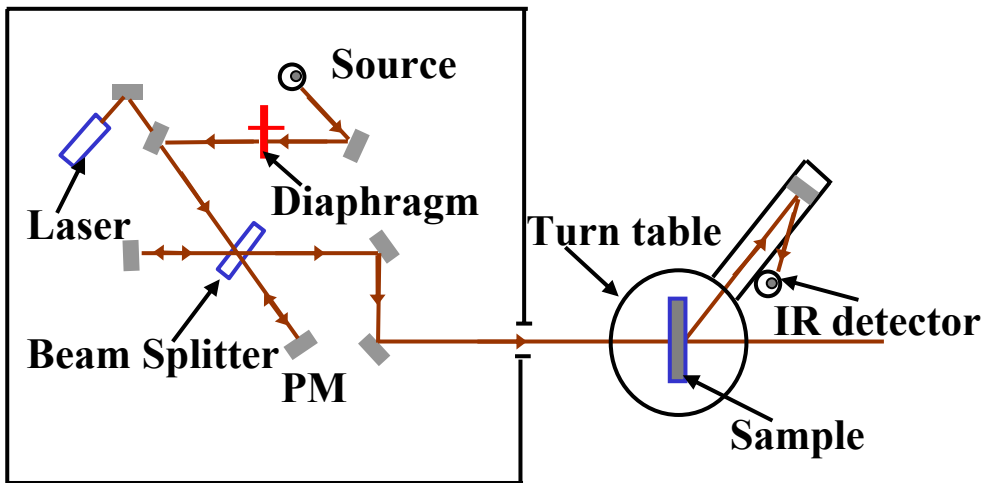 Source
Diaphragm
Laser
Turn table
IR detector
Beam Splitter
PM
Sample